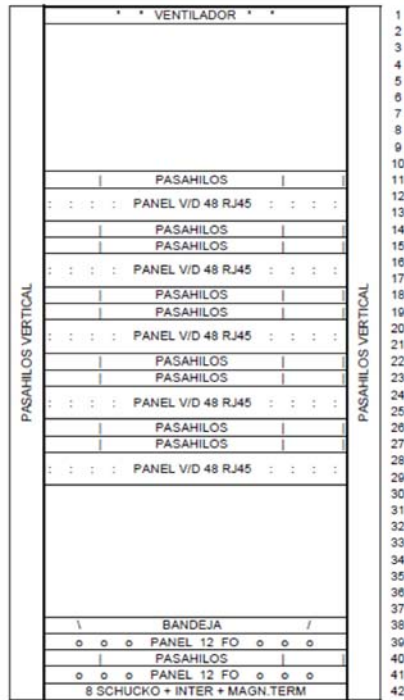 * * VENTILADOR * * 1
2
3
4
5
6
7
8
9
10
PASAHILOS 11
12
: : : : PANEL V/D 48 RJ45 : : : :
13
PASAHILOS 14
PASAHILOS 15
16
: : : : PANEL V/D 48 RJ45 : : : :
17
PASAHILOS 18
PASAHILOS 19
20
: : : : PANEL V/D 48 RJ45 : : : :
21
PASAHILOS 22
PASAHILOS 23
24
: : : : PANEL V/D 48 RJ45 : : : :
25
PASAHILOS 26
PASAHILOS 27
28
: : : : PANEL V/D 48 RJ45 : : : :
29
30
31
32
33
34
35
36
37
\ BANDEJA / 38
o o o PANEL 12 FO o o o 39
PASAHILOS 40
o o o PANEL 12 FO o o o 41
8 SCHUCKO + INTER + MAGN.TERM 42
PASAHILOS VERTICAL
PASAHILOS VERTICAL